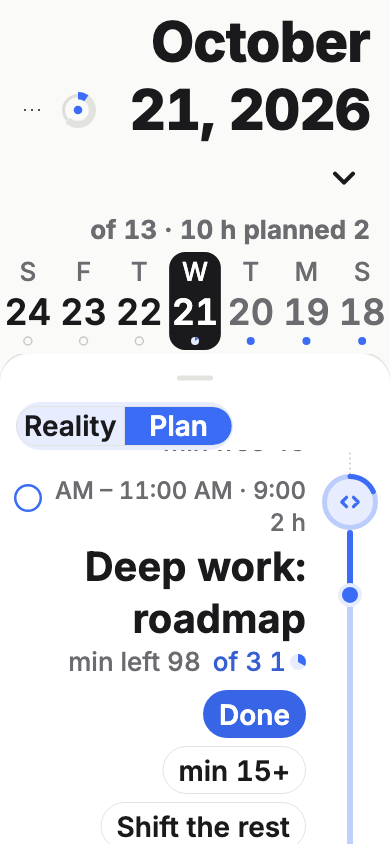 October
21, 2026
...
of 13 · 10 h planned 2
S F T W T M S
24 23 22 21 20 19 18
Reality Plan
AM – 11:00 AM · 9:00
2 h
Deep work:
roadmap
min left 98 of 3 1
Done
min 15+
Shift the rest